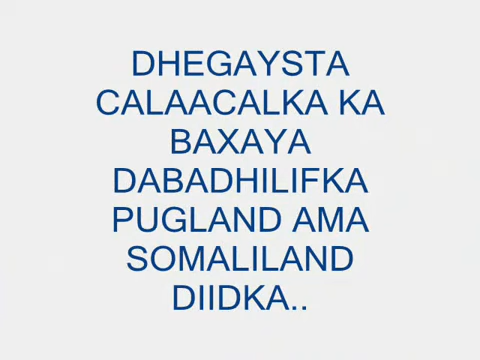 DHEGAYSTA
CALAACALKA KA
BAXAYA
DABADHILIFKA
PUGLAND AMA
SOMALILAND
DIIDKA..